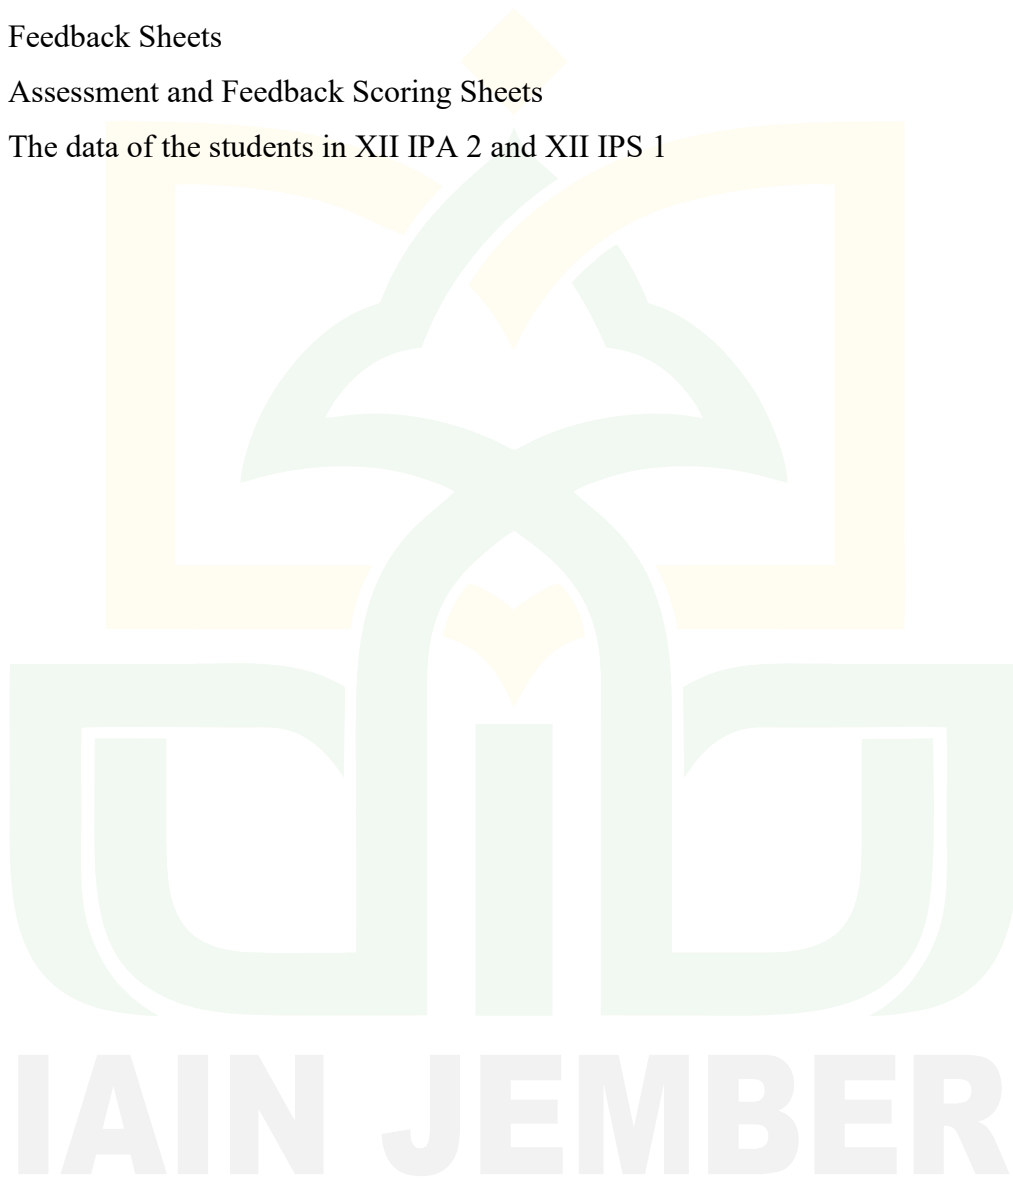 Feedback Sheets
Assessment and Feedback Scoring Sheets
The data of the students in XII IPA 2 and XII IPS 1
IAIN JEMBER